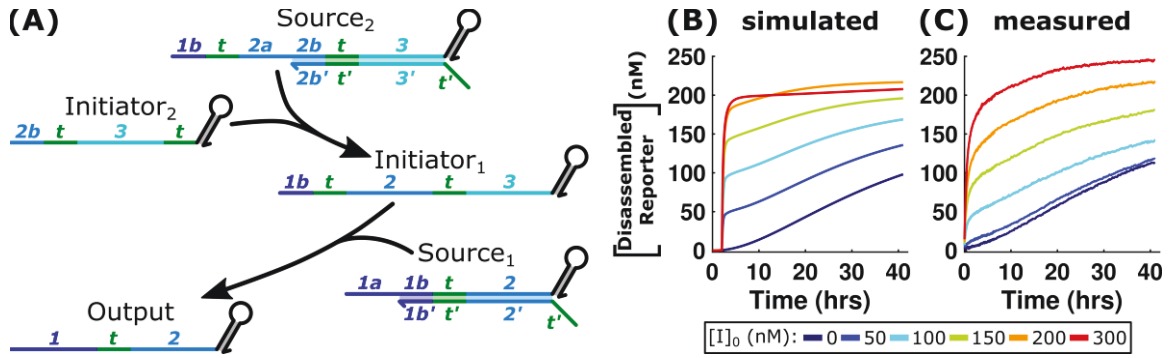 (A)
Source2
1b t 2a 2b t 3
2b' t' 3' t'
Initiator2
2b t 3 t
Initiator1
1b t 2 t 3
Source1
1a 1b t 2
1b' t' 2' t'
Output
1 t 2
(B) simulated
[Disassembled Reporter] (nM)
250
200
150
100
50
0
0 10 20 30 40
Time (hrs)
(C) measured
250
200
150
100
50
0
0 10 20 30 40
Time (hrs)
[I]0 (nM): 0 50 100 150 200 300